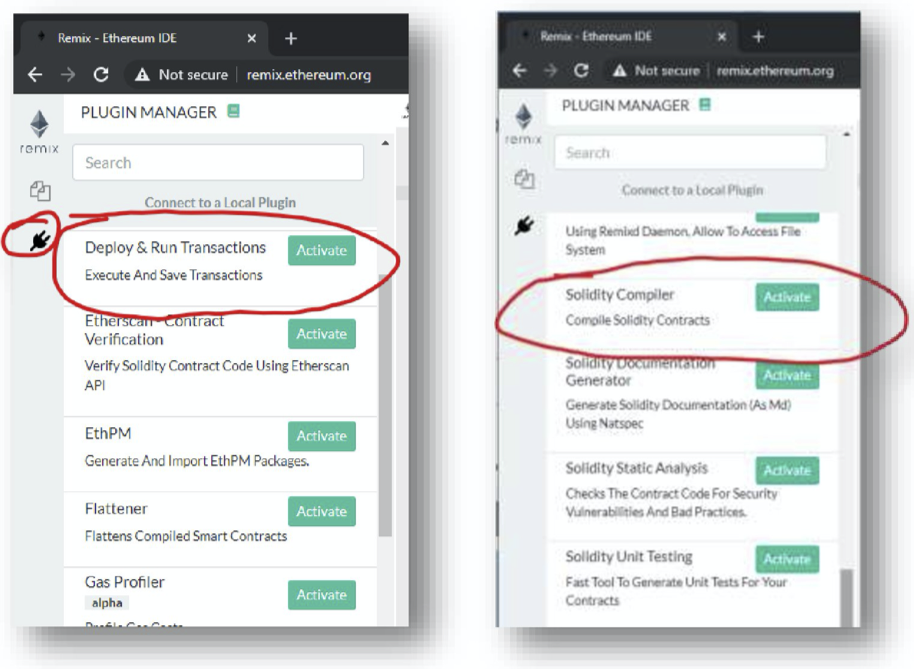 Remix - Ethereum IDE
Not secure
remix.ethereum.org
PLUGIN MANAGER
remix
Search
Connect to a Local Plugin
Deploy & Run Transactions
Activate
Execute And Save Transactions
Etherscan - Contract
Verification
Activate
Verify Solidity Contract Code Using Etherscan
API
EthPM
Activate
Generate And Import EthPM Packages.
Flattener
Activate
Flattens Compiled Smart Contracts
Gas Profiler
alpha
Activate
Profile Gas Costs
Remix - Ethereum IDE
Not secure
remix.ethereum.org
PLUGIN MANAGER
remix
Search
Connect to a Local Plugin
Using Remixd Daemon, Allow To Access File
System
Solidity Compiler
Activate
Compile Solidity Contracts
Solidity Documentation
Generator
Activate
Generate Solidity Documentation (As Md)
Using Natspec
Solidity Static Analysis
Activate
Checks The Contract Code For Security
Vulnerabilities And Bad Practices.
Solidity Unit Testing
Activate
Fast Tool To Generate Unit Tests For Your
Contracts